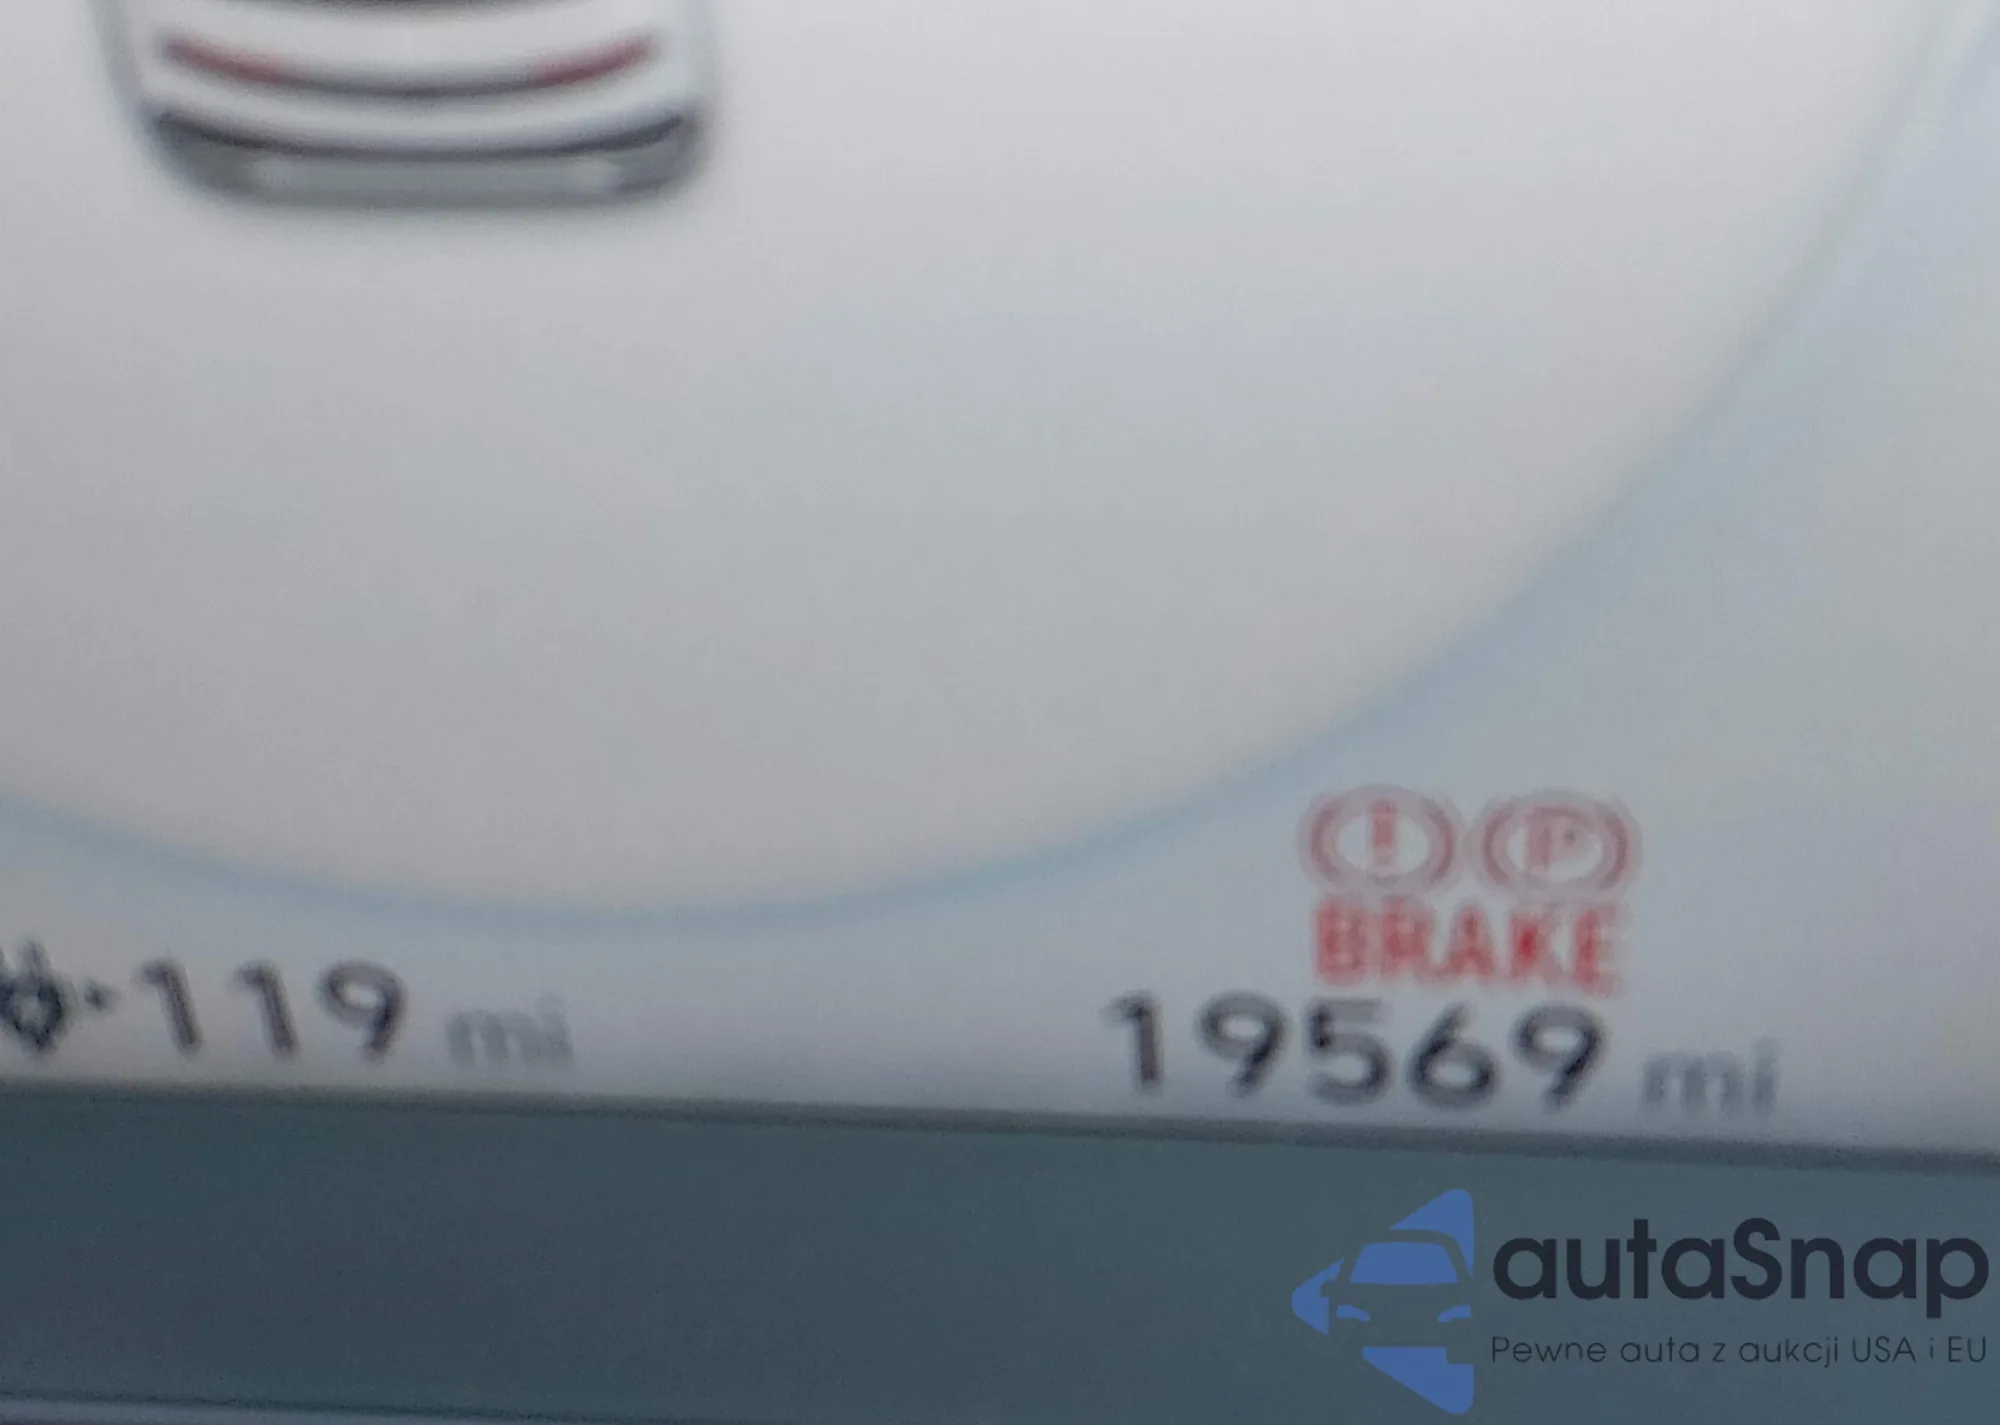 BRAKE
119 mi
19569 mi
autaSnap
Pewne auta z aukcji USA i EU